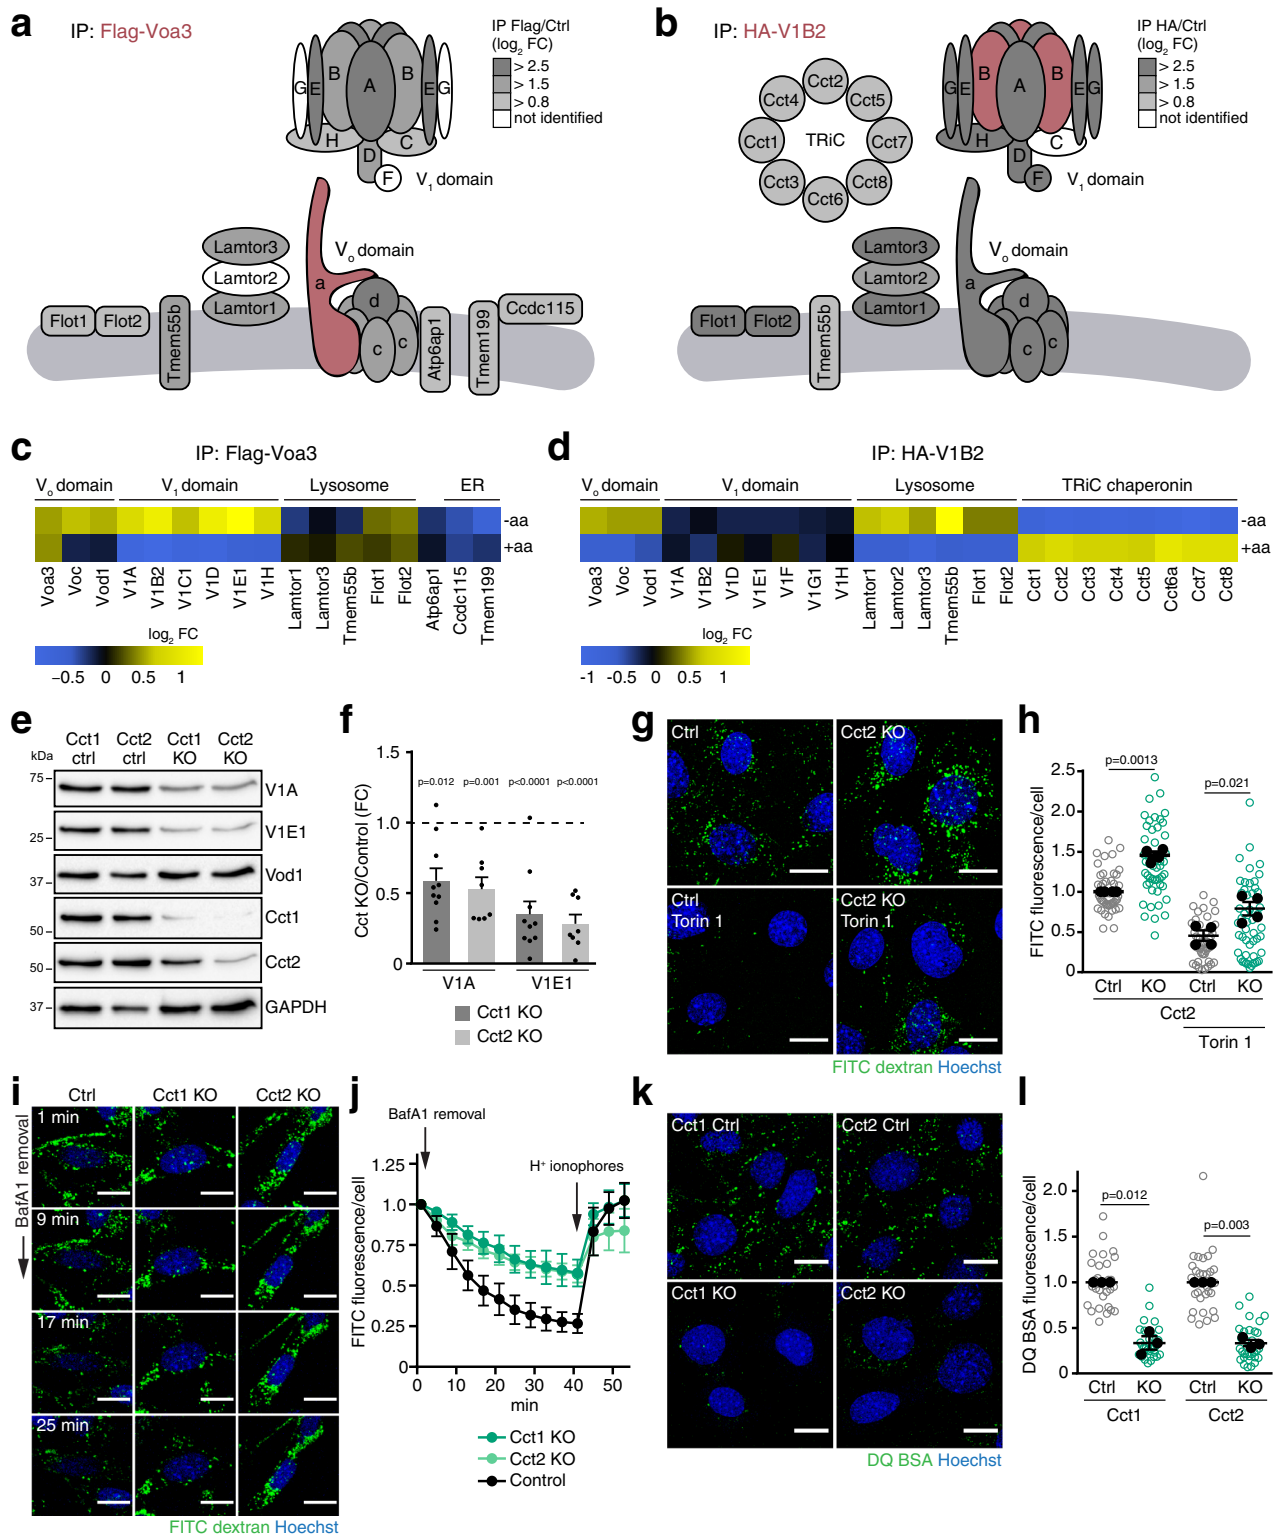 a
IP: Flag-Voa3
IP Flag/Ctrl
(log2 FC)
> 2.5
> 1.5
> 0.8
not identified
G E B A B E G
H D C
F
V1 domain
Lamtor3
Lamtor2
Lamtor1
Vo domain
a
d
c c
Flot1 Flot2
Tmem55b
Atp6ap1
Tmem199
Ccdc115
b
IP: HA-V1B2
IP HA/Ctrl
(log2 FC)
> 2.5
> 1.5
> 0.8
not identified
Cct2
Cct4 Cct5
Cct1 TRiC Cct7
Cct3 Cct8
Cct6
G E B A B E G
H D C
F
V1 domain
Lamtor3
Lamtor2
Lamtor1
Vo domain
a
d
c c
Flot1 Flot2
Tmem55b
c
IP: Flag-Voa3
Vo domain V1 domain Lysosome ER
-aa
+aa
Voa3 Voc Vod1 V1A V1B2 V1C1 V1D V1E1 V1H Lamtor1 Lamtor3 Tmem55b Flot1 Flot2 Atp6ap1 Ccdc115 Tmem199
log2 FC
−0.5 0 0.5 1
d
IP: HA-V1B2
Vo domain V1 domain Lysosome TRiC chaperonin
-aa
+aa
Voa3 Voc Vod1 V1A V1B2 V1D V1E1 V1F V1G1 V1H Lamtor1 Lamtor2 Lamtor3 Tmem55b Flot1 Flot2 Cct1 Cct2 Cct3 Cct4 Cct5 Cct6a Cct7 Cct8
log2 FC
-1 -0.5 0 0.5 1
e
Cct1 Cct2 Cct1 Cct2
kDa ctrl ctrl KO KO
75 V1A
25 V1E1
37 Vod1
50 Cct1
50 Cct2
37 GAPDH
f
Cct KO/Control (FC)
1.5
1.0
0.5
0
p=0.012 p=0.001 p<0.0001 p<0.0001
V1A V1E1
Cct1 KO
Cct2 KO
g
Ctrl
Cct2 KO
Ctrl
Torin 1
Cct2 KO
Torin 1
FITC dextran Hoechst
h
FITC fluorescence/cell
2.5
2.0
1.5
1.0
0.5
0
p=0.0013
p=0.021
Ctrl KO Ctrl KO
Cct2
Torin 1
i
Ctrl Cct1 KO Cct2 KO
BafA1 removal
1 min
9 min
17 min
25 min
FITC dextran Hoechst
j
BafA1 removal
H+ ionophores
FITC fluorescence/cell
1.25
1.0
0.75
0.5
0.25
0
0 10 20 30 40 50
min
Cct1 KO
Cct2 KO
Control
k
Cct1 Ctrl
Cct2 Ctrl
Cct1 KO
Cct2 KO
DQ BSA Hoechst
l
DQ BSA fluorescence/cell
2.0
1.5
1.0
0.5
0
p=0.012
p=0.003
Ctrl KO Ctrl KO
Cct1 Cct2